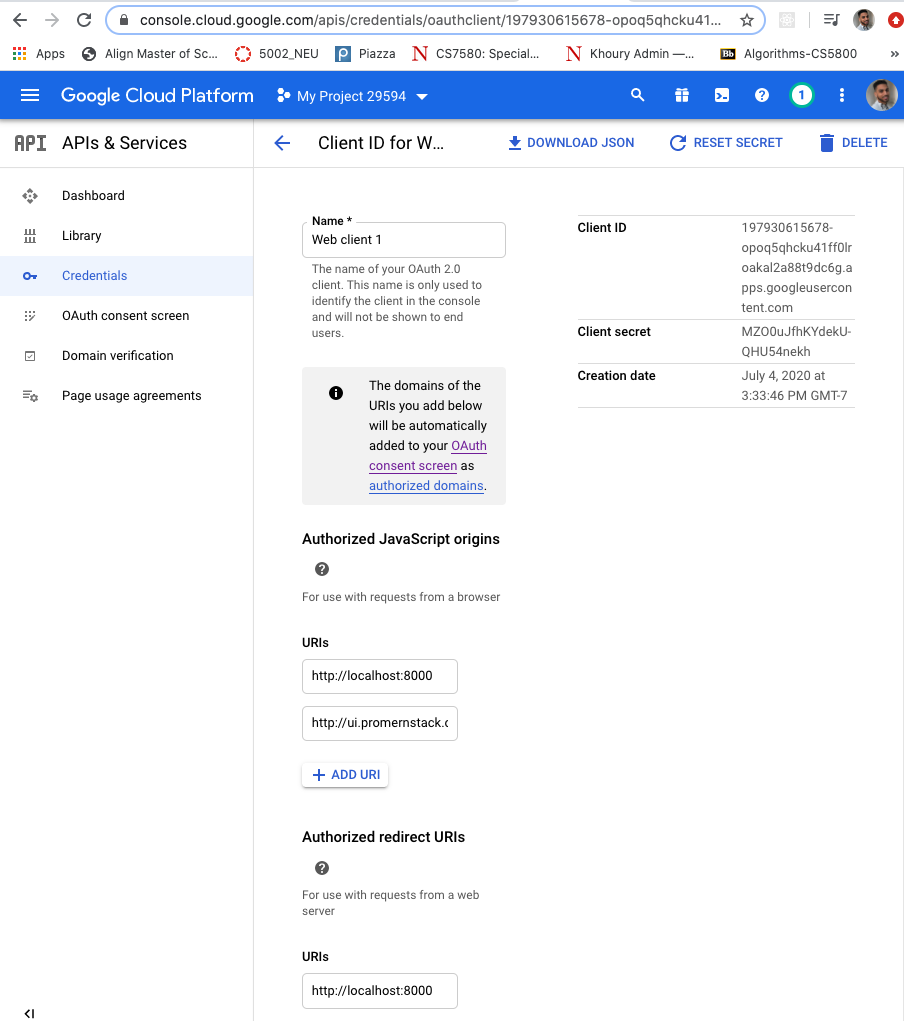 console.cloud.google.com/apis/credentials/oauthclient/197930615678-opoq5qhcku41...
Apps Align Master of Sc... 5002_NEU Piazza CS7580: Special... Khoury Admin —... Bb Algorithms-CS5800 »
Google Cloud Platform My Project 29594 1
API APIs & Services
Client ID for W... DOWNLOAD JSON RESET SECRET DELETE
Dashboard
Library
Credentials
OAuth consent screen
Domain verification
Page usage agreements
Name *
Web client 1
The name of your OAuth 2.0
client. This name is only used to
identify the client in the console
and will not be shown to end
users.
The domains of the
URIs you add below
will be automatically
added to your OAuth
consent screen as
authorized domains.
Authorized JavaScript origins
For use with requests from a browser
URIs
http://localhost:8000
http://ui.promernstack.c
ADD URI
Authorized redirect URIs
For use with requests from a web
server
URIs
http://localhost:8000
Client ID 197930615678-
opoq5qhcku41ff0lr
oakal2a88t9dc6g.a
pps.googleusercon
tent.com
Client secret MZO0uJfhKYdekU-
QHU54nekh
Creation date July 4, 2020 at
3:33:46 PM GMT-7